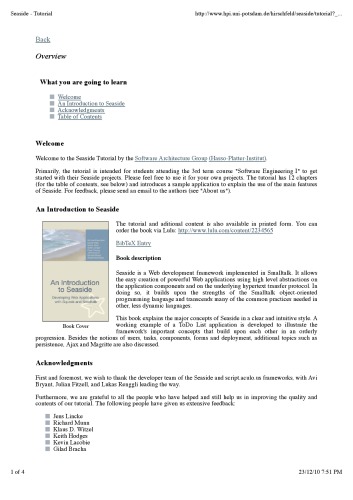 Seaside - Tutorial
http://www.hpi.uni-potsdam.de/hirschfeld/seaside/tutorial?_...
Back
Overview
What you are going to learn
Welcome
An Introduction to Seaside
Acknowledgments
Table of Contents
Welcome
Welcome to the Seaside Tutorial by the Software Architecture Group (Hasso-Plattner-Institut).
Primarily, the tutorial is intended for students attending the 3rd term course "Software Engineering I" to get
started with their Seaside projects. Please feel free to use it for your own projects. The tutorial has 12 chapters
(for the table of contents, see below) and introduces a sample application to explain the use of the main features
of Seaside. For feedback, please send an email to the authors (see "About us").
An Introduction to Seaside
The tutorial and additional content is also available in printed form. You can
order the book via Lulu: http://www.lulu.com/content/2234565
BibTeX Entry
Book description
Seaside is a Web development framework implemented in Smalltalk. It allows
the easy creation of powerful Web applications using high level abstractions on
the application components and on the underlying hypertext transfer protocol. In
doing so, it builds upon the strengths of the Smalltalk object-oriented
programming language and transcends many of the common practices needed in
other, less dynamic languages.
An Introduction
to Seaside
Developing Web Applications
with Squeak and Smalltalk
Book Cover
This book explains the major concepts of Seaside in a clear and intuitive style. A
working example of a ToDo List application is developed to illustrate the
framework's important concepts that build upon each other in an orderly
progression. Besides the notions of users, tasks, components, forms and deployment, additional topics such as
persistence, Ajax and Magritte are also discussed.
Acknowledgments
First and foremost, we wish to thank the developer team of the Seaside and script.aculo.us frameworks, with Avi
Bryant, Julian Fitzell, and Lukas Renggli leading the way.
Furthermore, we are grateful to all the people who have helped and still help us in improving the quality and
contents of our tutorial. The following people have given us extensive feedback:
Jens Lincke
Richard Munn
Klaus D. Witzel
Keith Hodges
Kevin Lacobie
Gilad Bracha
1 of 4
23/12/10 7:51 PM